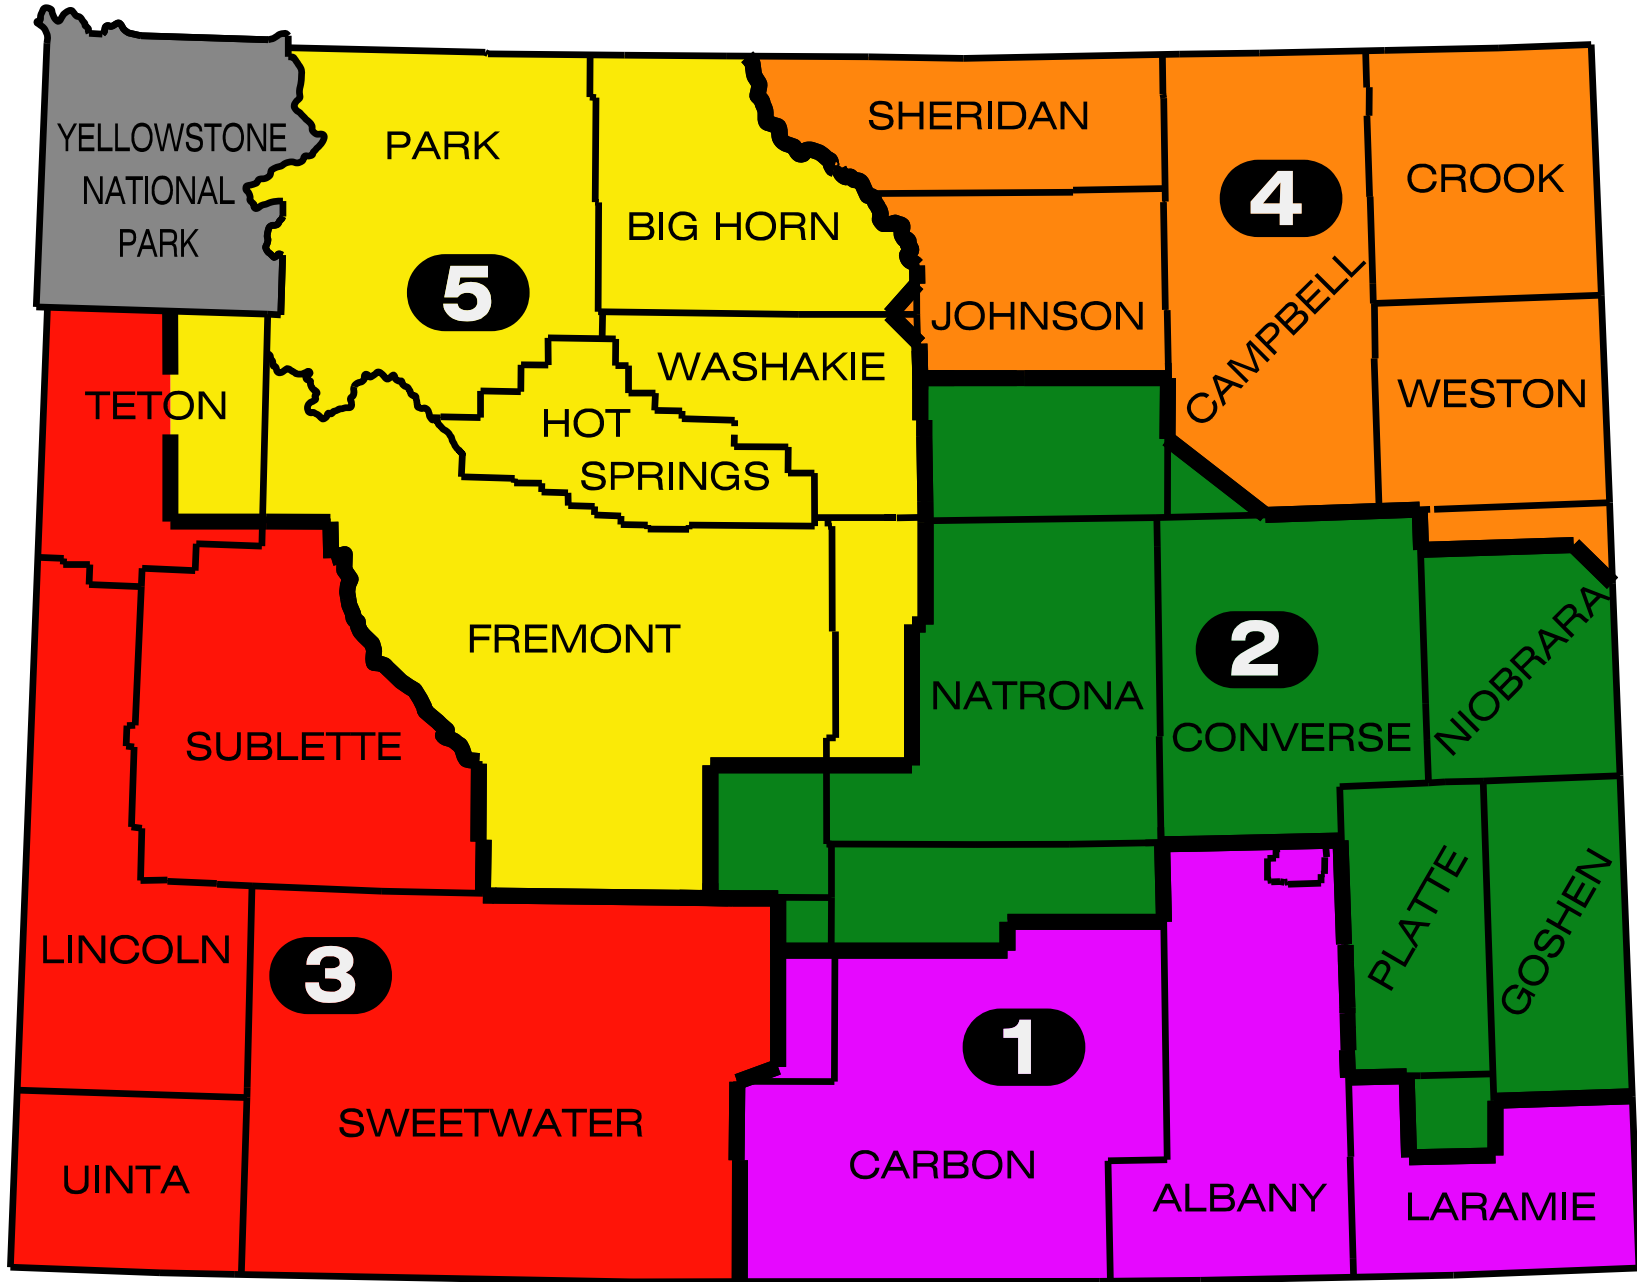 YELLOWSTONE
NATIONAL
PARK
PARK
BIG HORN
SHERIDAN
4
CROOK
5
JOHNSON
CAMPBELL
TETON
WASHAKIE
HOT
SPRINGS
WESTON
FREMONT
2
NATRONA
CONVERSE
NIOBRARA
SUBLETTE
LINCOLN
3
PLATTE
GOSHEN
1
SWEETWATER
UINTA
CARBON
ALBANY
LARAMIE